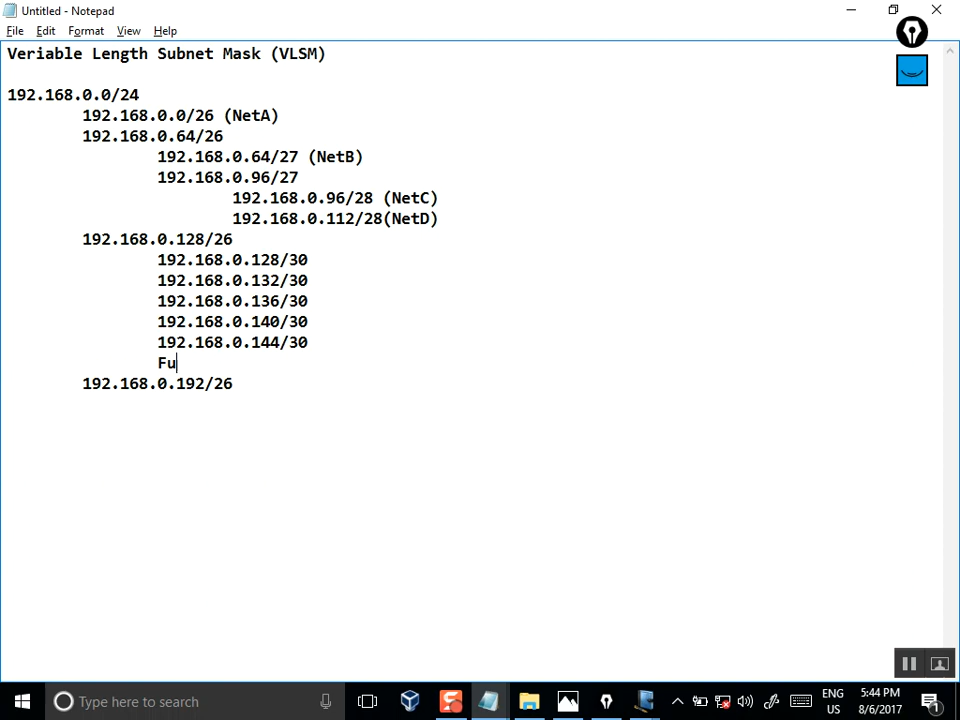 Untitled - Notepad
File Edit Format View Help
Veriable Length Subnet Mask (VLSM)
192.168.0.0/24
192.168.0.0/26 (NetA)
192.168.0.64/26
192.168.0.64/27 (NetB)
192.168.0.96/27
192.168.0.96/28 (NetC)
192.168.0.112/28(NetD)
192.168.0.128/26
192.168.0.128/30
192.168.0.132/30
192.168.0.136/30
192.168.0.140/30
192.168.0.144/30
Fu
192.168.0.192/26
Type here to search
ENG
US
5:44 PM
8/6/2017
1